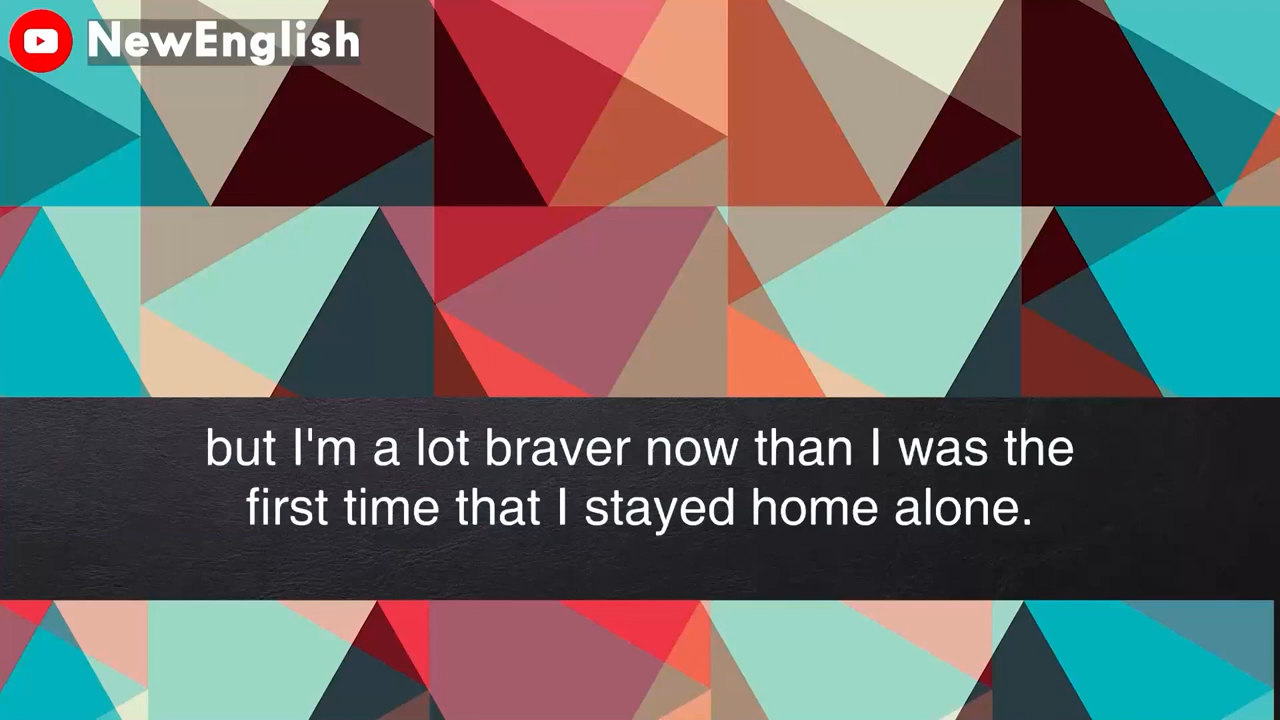 NewEnglish
but I'm a lot braver now than I was the
first time that I stayed home alone.